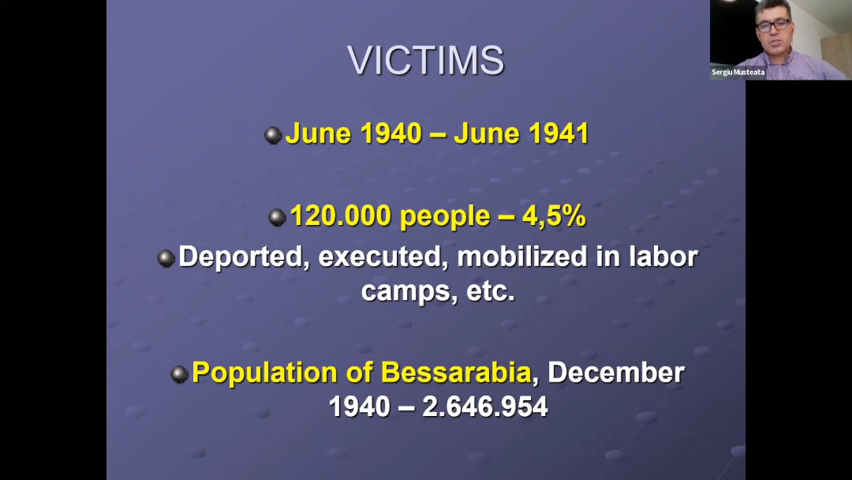 VICTIMS
June 1940 – June 1941
120.000 people – 4,5%
Deported, executed, mobilized in labor
camps, etc.
Population of Bessarabia, December
1940 – 2.646.954
Sergiu Musteata